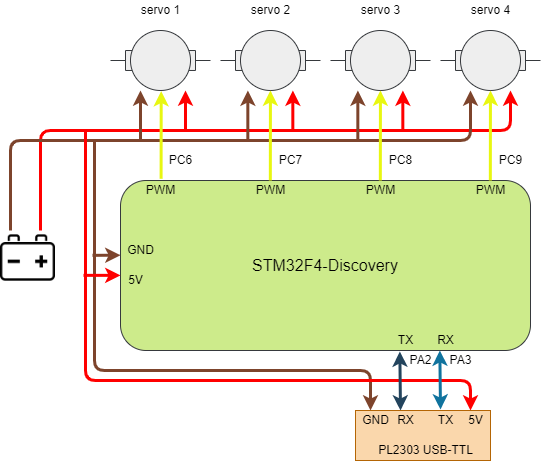 servo 1
servo 2
servo 3
servo 4
PC6
PC7
PC8
PC9
PWM
PWM
PWM
PWM
GND
5V
STM32F4-Discovery
TX
RX
PA2
PA3
GND
RX
TX
5V
PL2303 USB-TTL